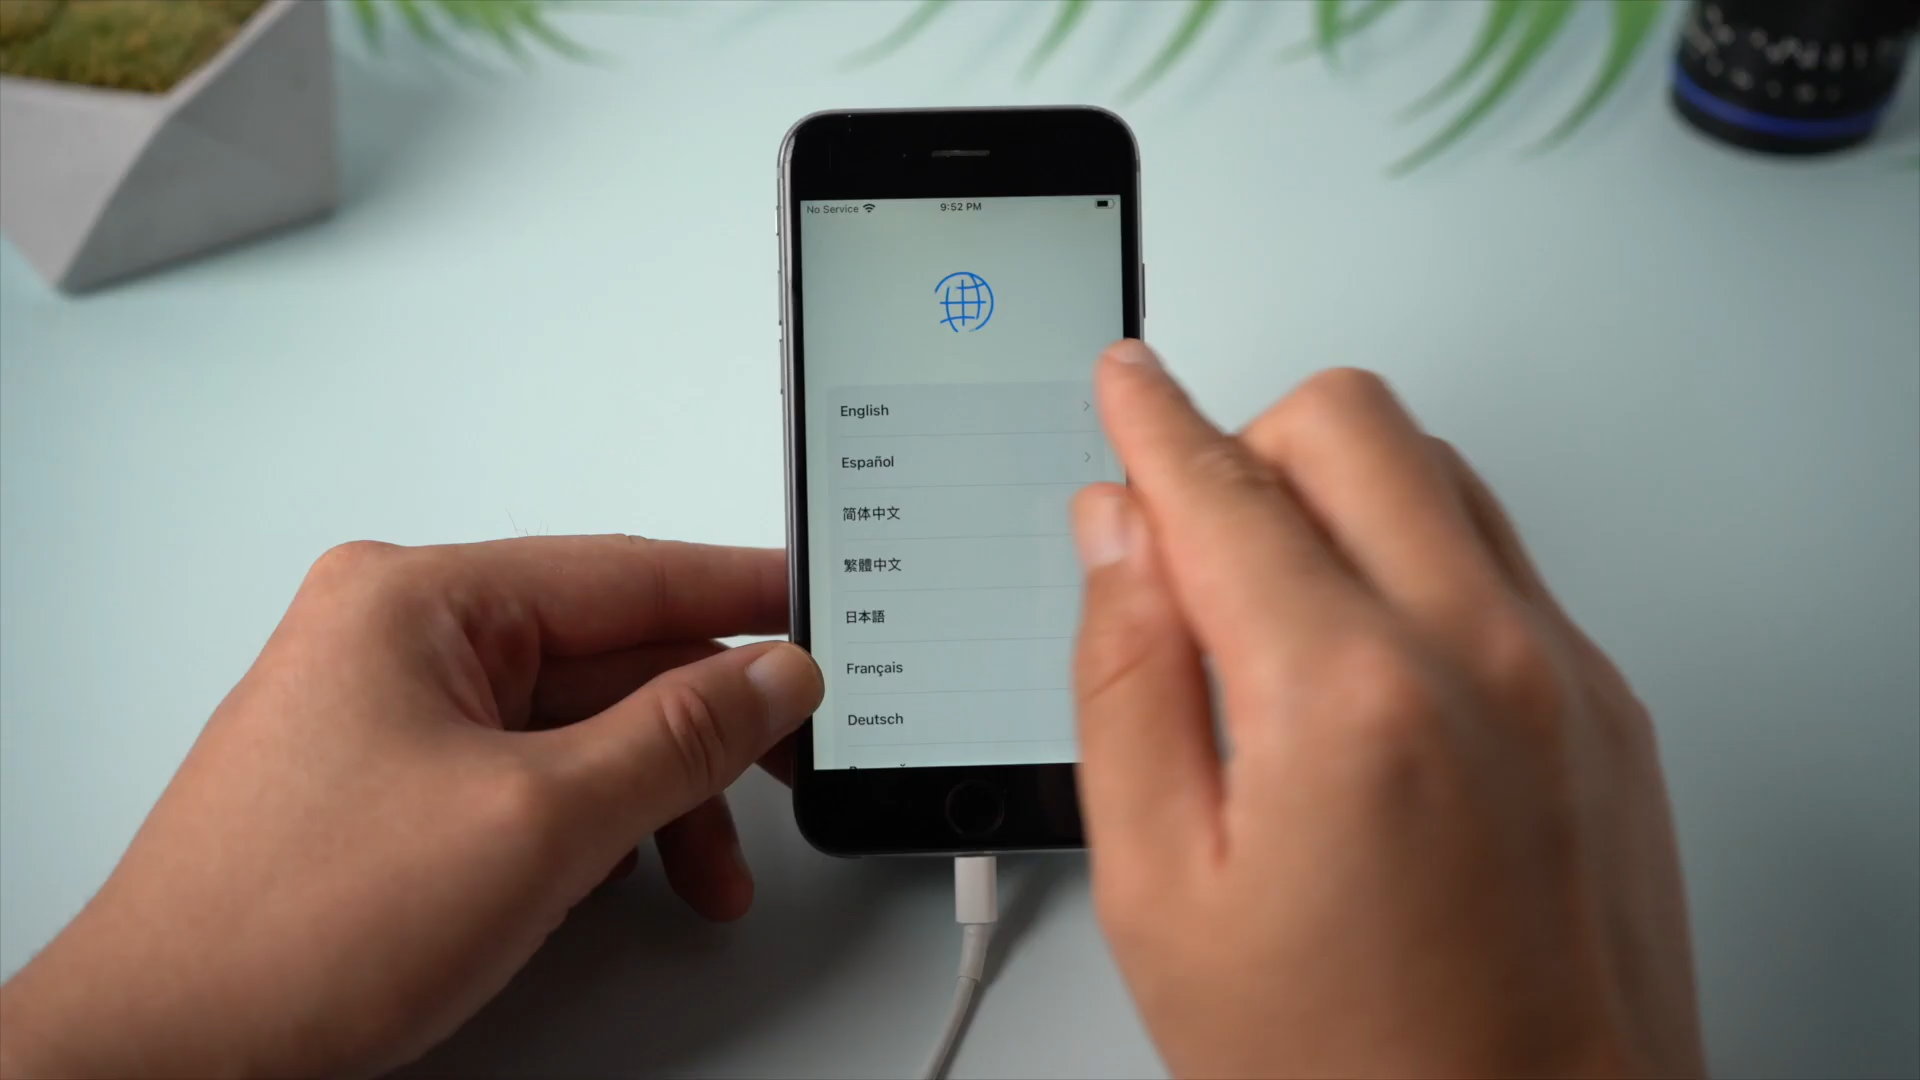 No Service
9:52 PM
English
Español
简体中文
繁體中文
日本語
Français
Deutsch